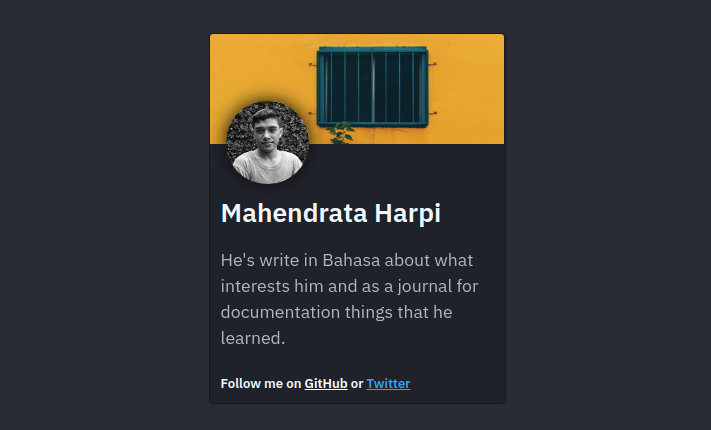 Mahendrata Harpi
He's write in Bahasa about what
interests him and as a journal for
documentation things that he
learned.
Follow me on GitHub or Twitter